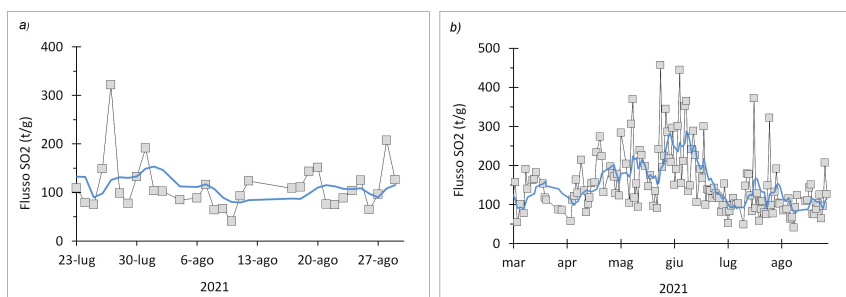 a)
Flusso SO2 (t/g)
400
300
200
100
0
23-lug 30-lug 6-ago 13-ago 20-ago 27-ago
2021
b)
Flusso SO2 (t/g)
500
400
300
200
100
0
mar apr mag giu lug ago
2021